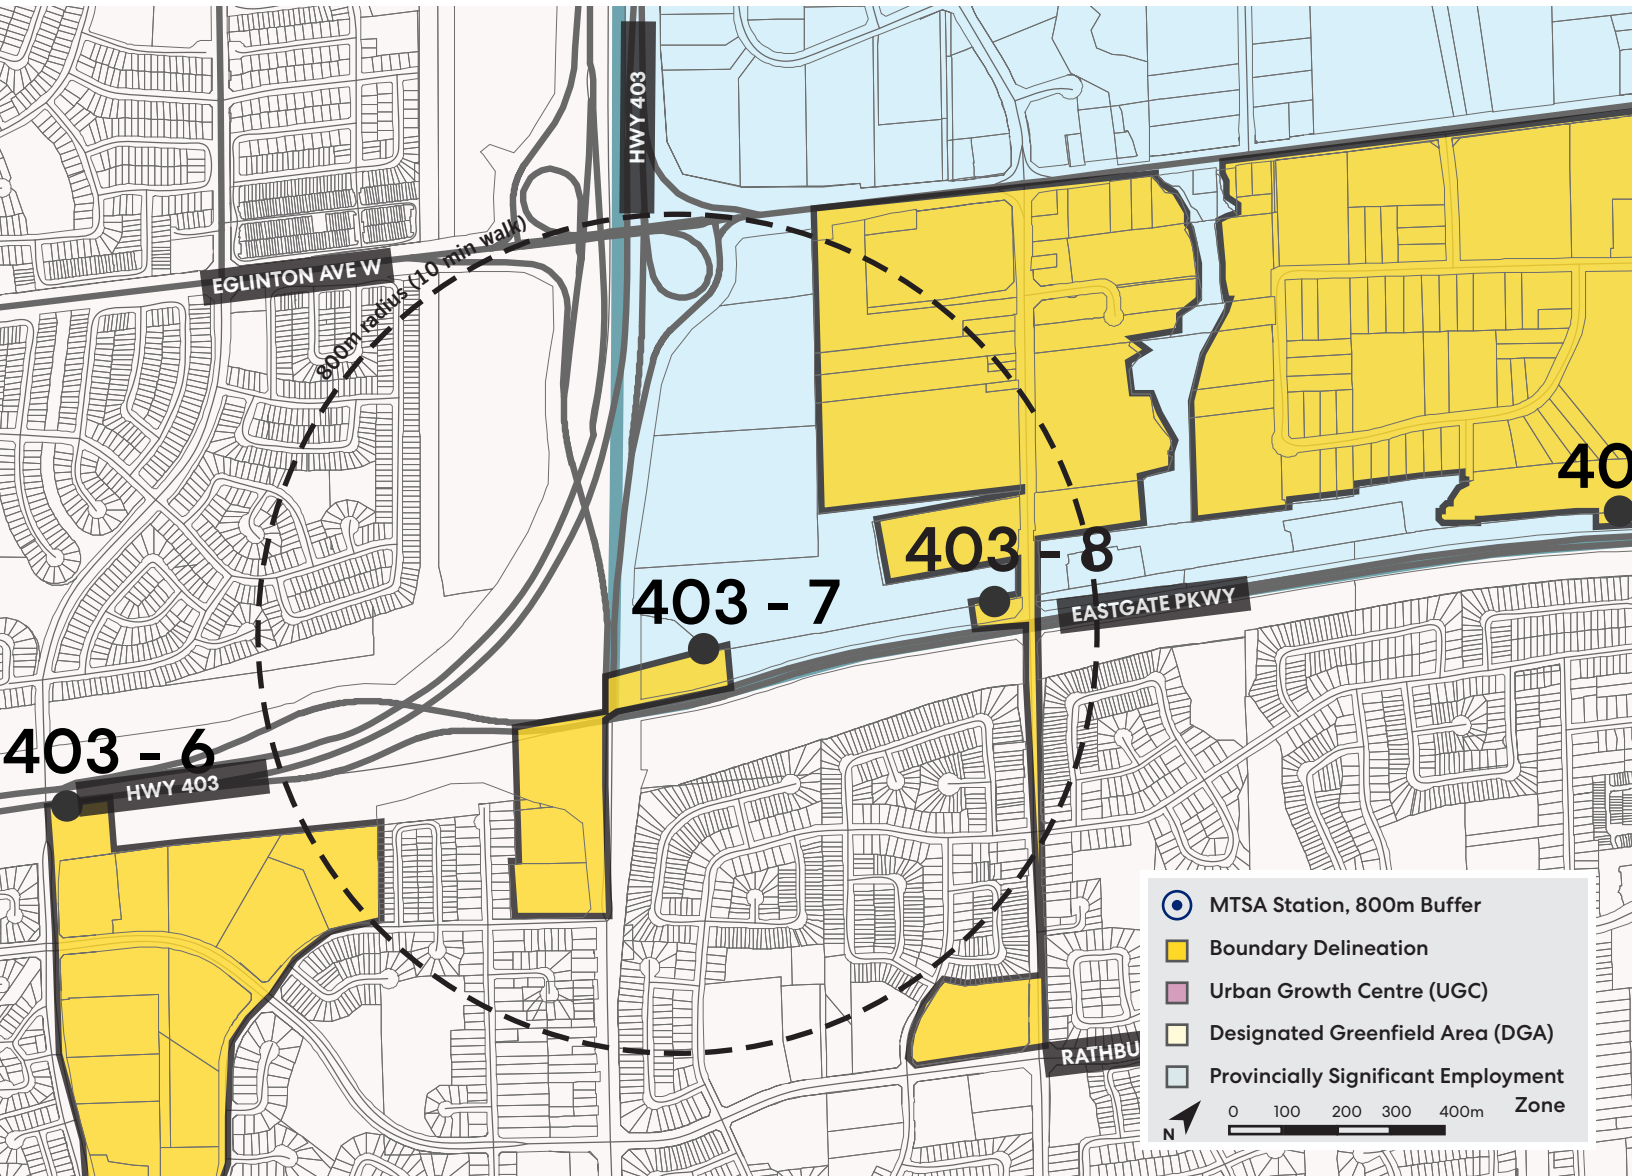 HWY 403
EGLINTON AVE W
800m radius (10 min walk)
40
403 - 8
403 - 7
EASTGATE PKWY
403 - 6
HWY 403
RATHBU
MTSA Station, 800m Buffer
Boundary Delineation
Urban Growth Centre (UGC)
Designated Greenfield Area (DGA)
Provincially Significant Employment
Zone
0 100 200 300 400m
N